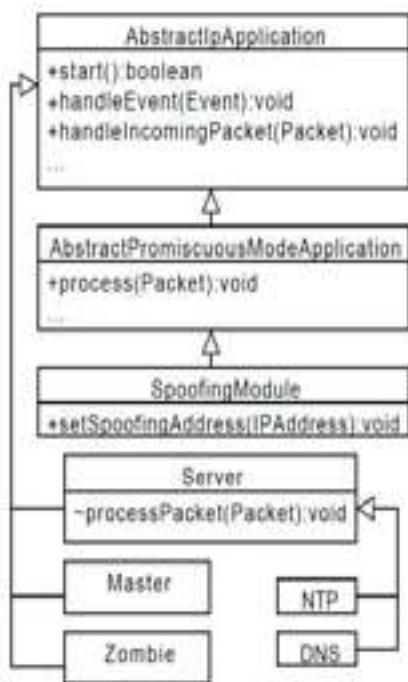 AbstractIpApplication
+start():boolean
+handleEvent(Event):void
+handleIncomingPacket(Packet):void
...
AbstractPromiscuousModeApplication
+process(Packet):void
...
SpoofingModule
+setSpoofingAddress(IPAddress):void
Server
~processPacket(Packet):void
Master
NTP
Zombie
DNS